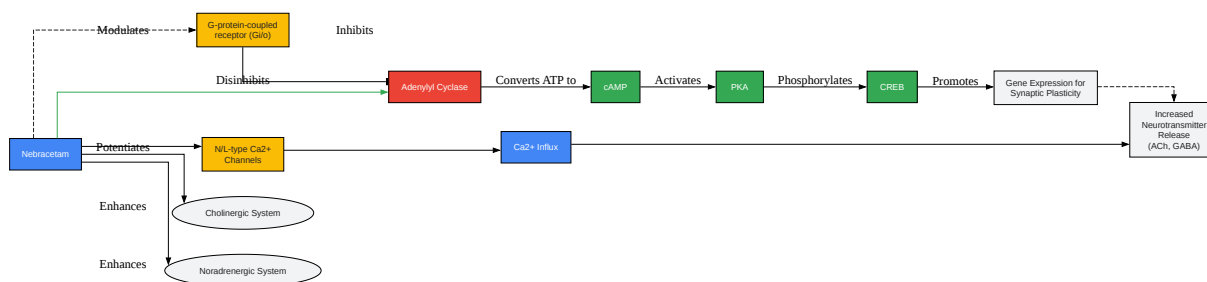 Modulates
G-protein-coupled
receptor (Gi/o)
Inhibits
Disinhibits
Adenylyl Cyclase
Converts ATP to
cAMP
Activates
PKA
Phosphorylates
CREB
Promotes
Gene Expression for
Synaptic Plasticity
Increased
Neurotransmitter
Release
(ACh, GABA)
Nebracetam
Potentiates
N/L-type Ca2+
Channels
Ca2+ Influx
Enhances
Cholinergic System
Enhances
Noradrenergic System